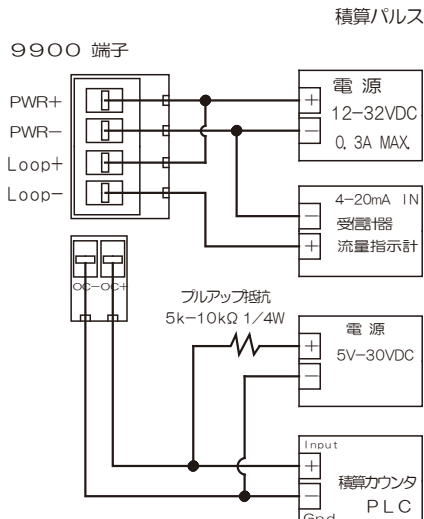 積算パルス
9900 端子
PWR+
PWR-
Loop+
Loop-
電 源
+
12-32VDC
-
0. 3A MAX.
4-20mA IN
-
受信計器
+
流量指示計
OC-
OC+
プルアップ抵抗
5k-10kΩ 1/4W
電 源
+
5V-30VDC
-
Input
+
積算カウンタ
-
PLC
Gnd